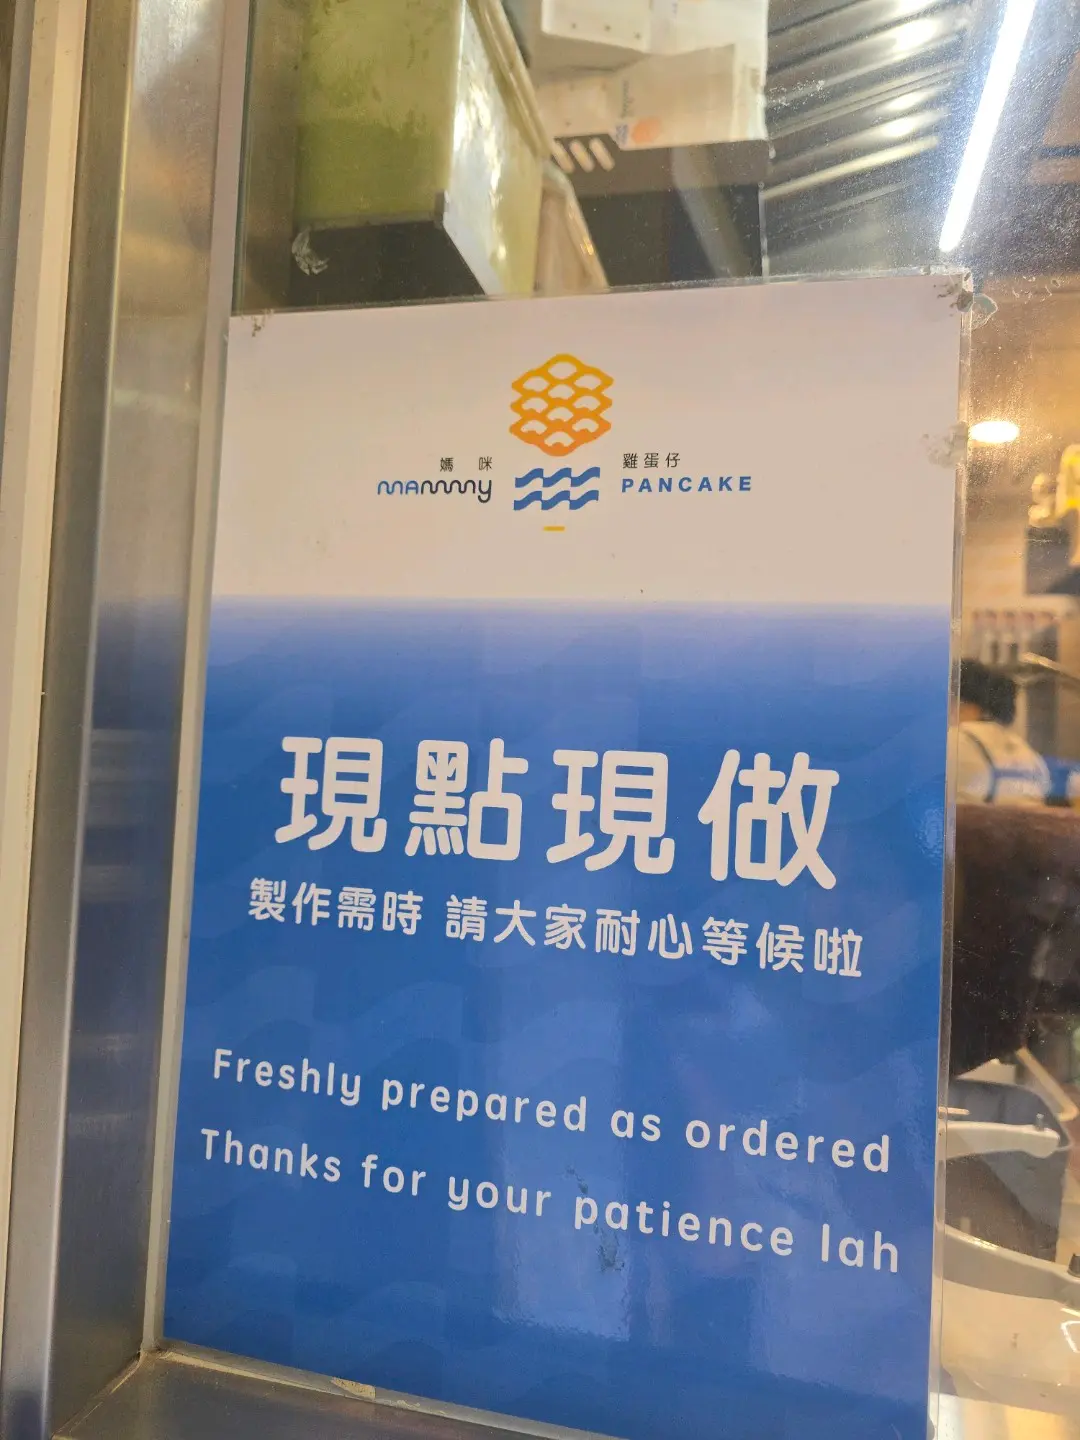 媽咪 雞蛋仔
mammy PANCAKE
現點現做
製作需時 請大家耐心等候啦
Freshly prepared as ordered
Thanks for your patience lah